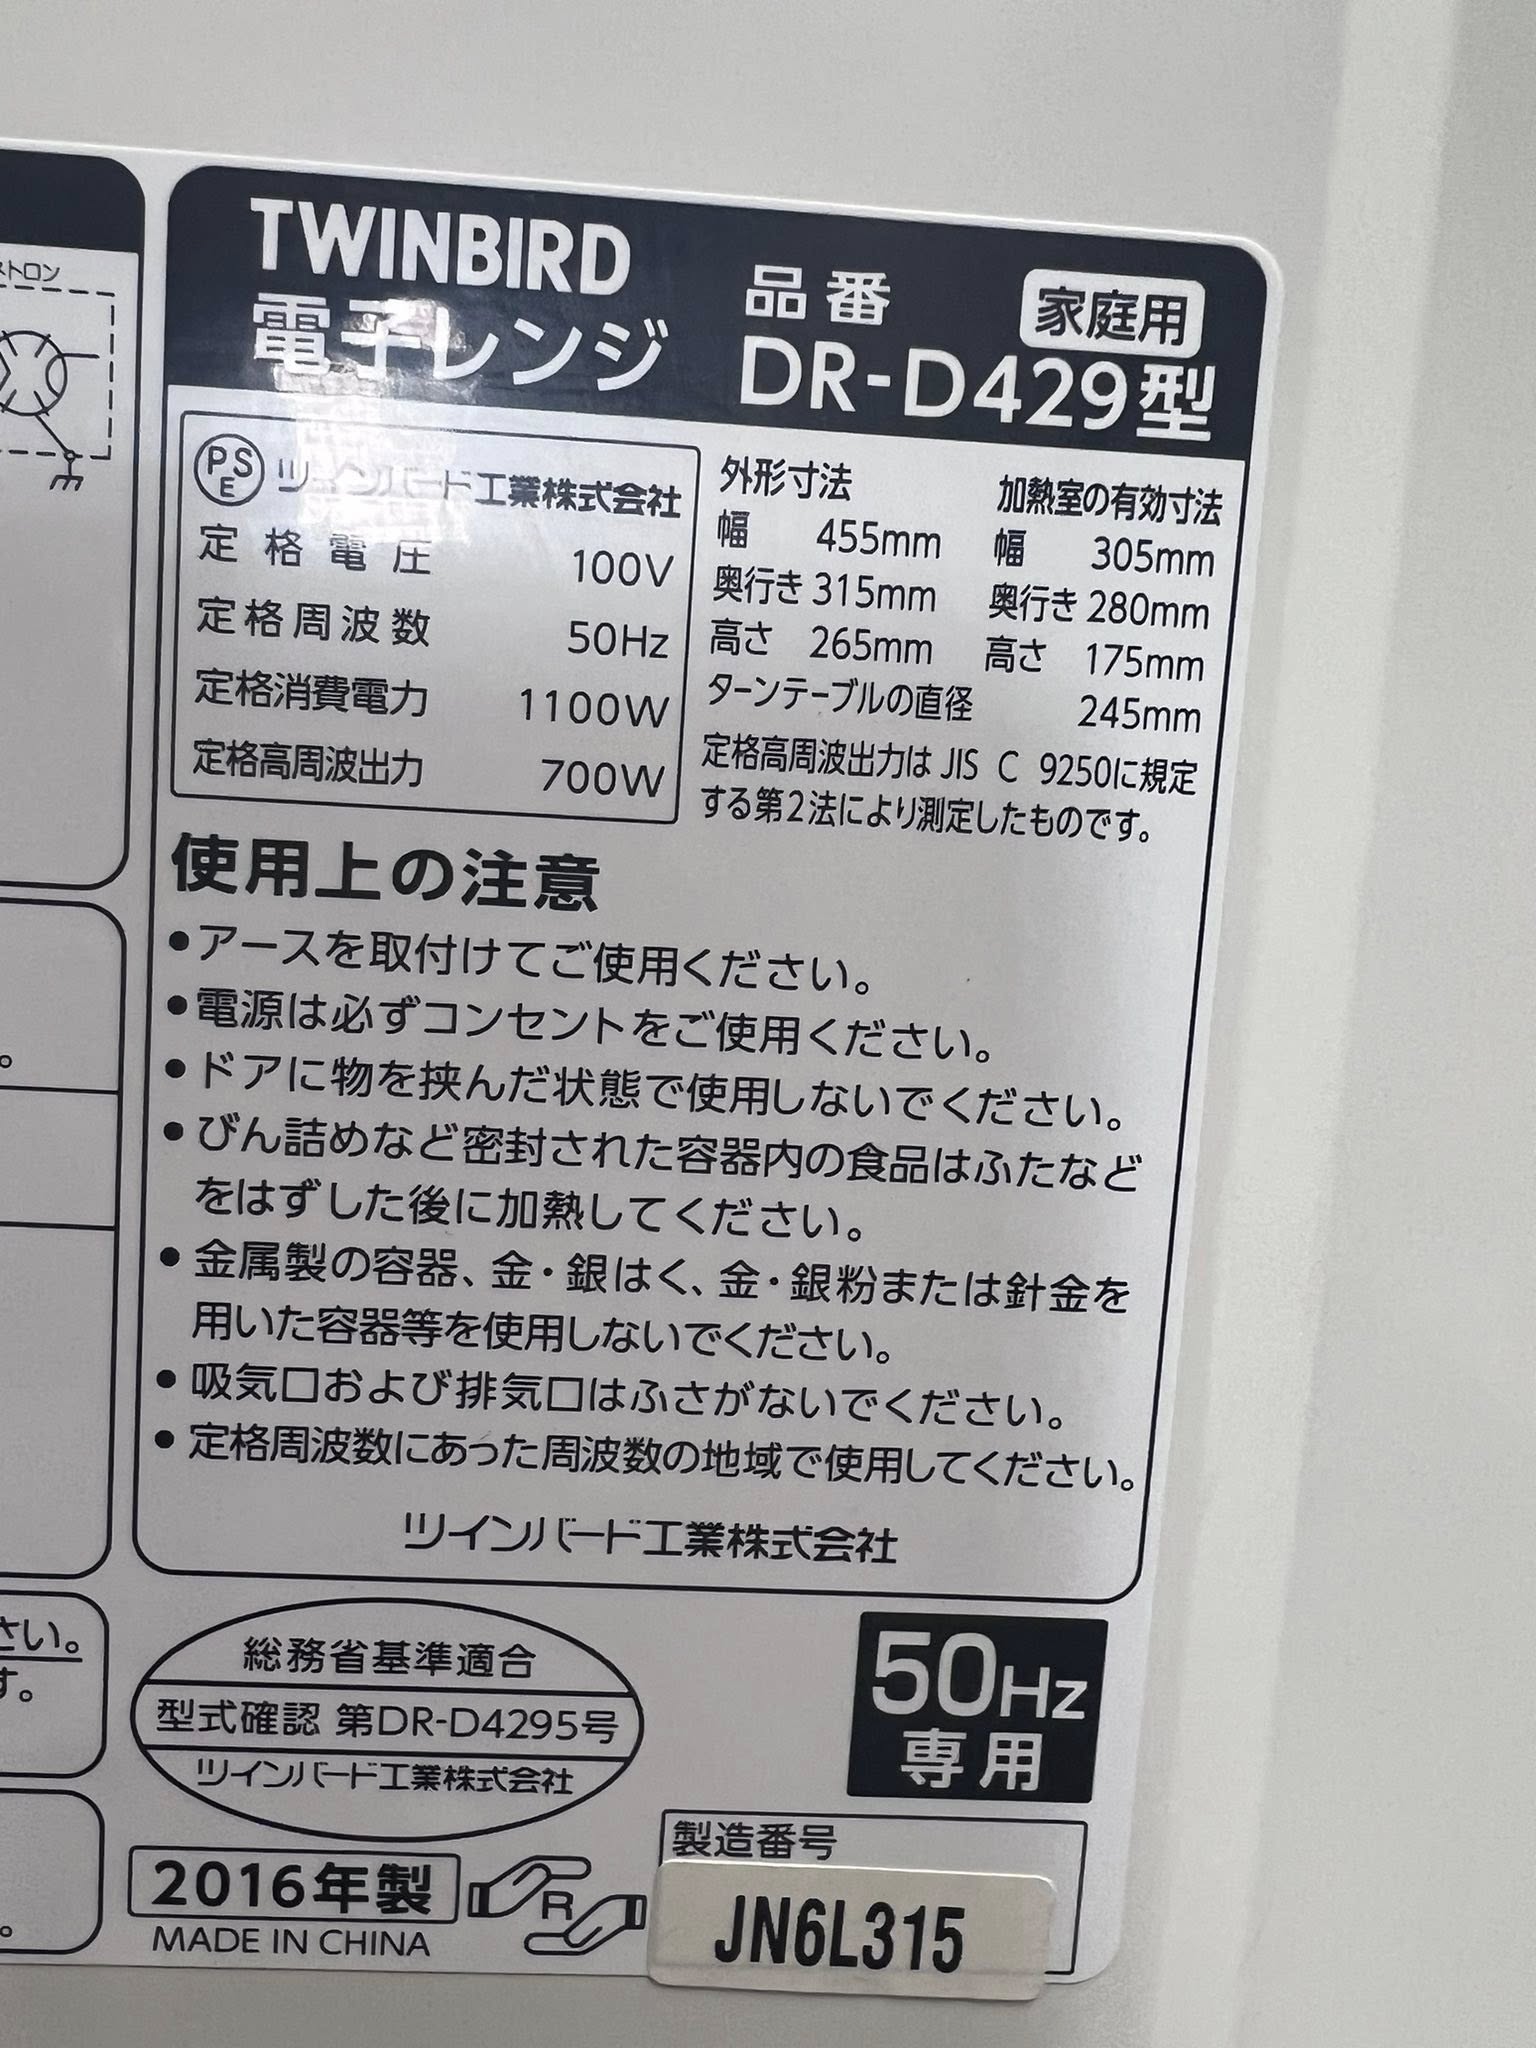 ストロン
TWINBIRD
電子レンジ
品番
家庭用
DR-D429型
PSE ツインバード工業株式会社
定格電圧 100V
定格周波数 50Hz
定格消費電力 1100W
定格高周波出力 700W
外形寸法
幅 455mm
奥行き 315mm
高さ 265mm
加熱室の有効寸法
幅 305mm
奥行き 280mm
高さ 175mm
ターンテーブルの直径 245mm
定格高周波出力は JIS C 9250に規定
する第2法により測定したものです。
使用上の注意
●アースを取付けてご使用ください。
●電源は必ずコンセントをご使用ください。
●ドアに物を挟んだ状態で使用しないでください。
●びん詰めなど密封された容器内の食品はふたなど
をはずした後に加熱してください。
●金属製の容器、金・銀はく、金・銀粉または針金を
用いた容器等を使用しないでください。
●吸気口および排気口はふさがないでください。
●定格周波数にあった周波数の地域で使用してください。
ツインバード工業株式会社
さい。
す。
総務省基準適合
型式確認 第DR-D4295号
ツインバード工業株式会社
50Hz
専用
2016年製
MADE IN CHINA
R
製造番号
JN6L315